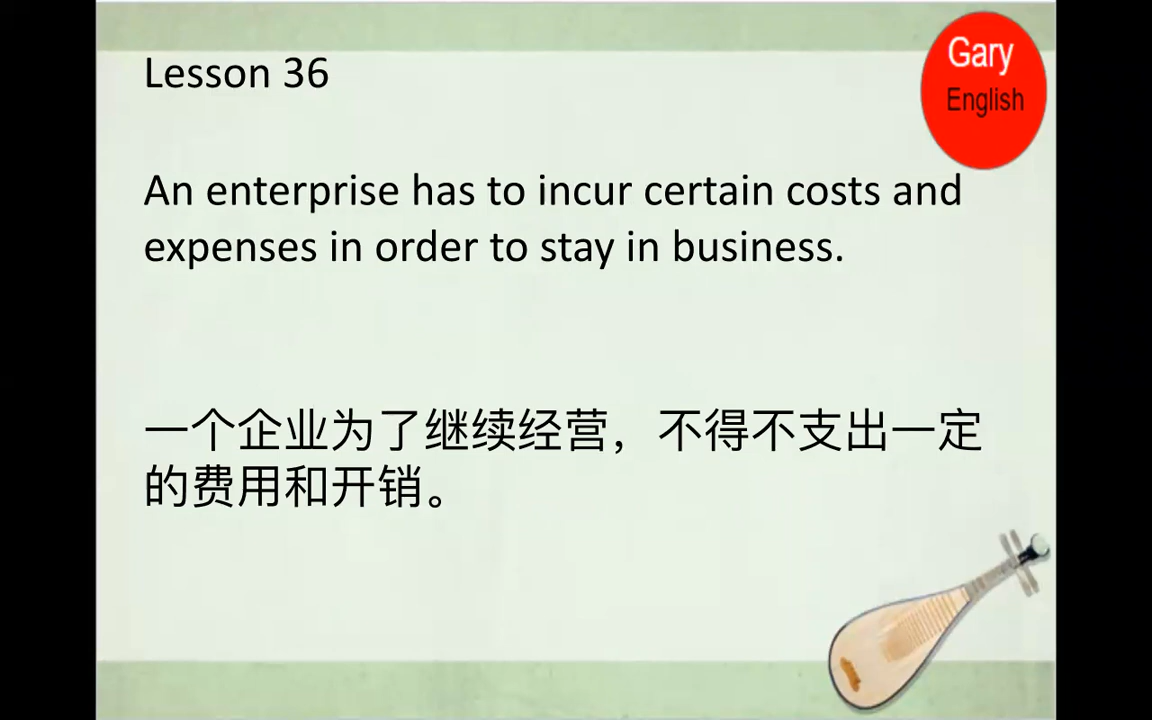 Lesson 36
Gary
English
An enterprise has to incur certain costs and
expenses in order to stay in business.
一个企业为了继续经营，不得不支出一定
的费用和开销。